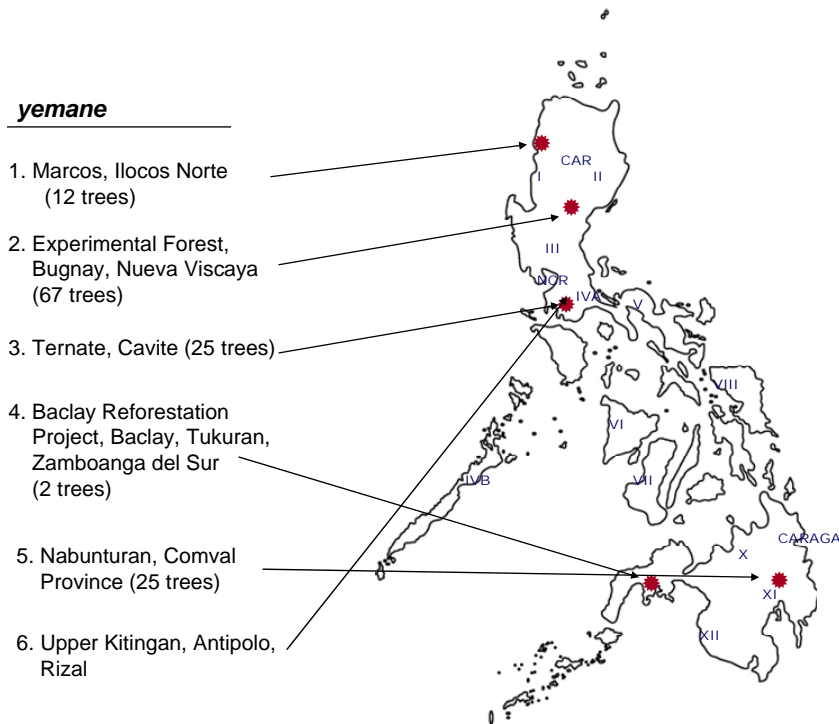 yemane
1. Marcos, Ilocos Norte
(12 trees)
2. Experimental Forest,
Bugnay, Nueva Viscaya
(67 trees)
3. Ternate, Cavite (25 trees)
4. Baclay Reforestation
Project, Baclay, Tukuran,
Zamboanga del Sur
(2 trees)
5. Nabunturan, Comval
Province (25 trees)
6. Upper Kitingan, Antipolo,
Rizal
CAR
I
II
III
NCR
IVA
V
VIII
VI
IVB
VII
CARAGA
X
XI
XII